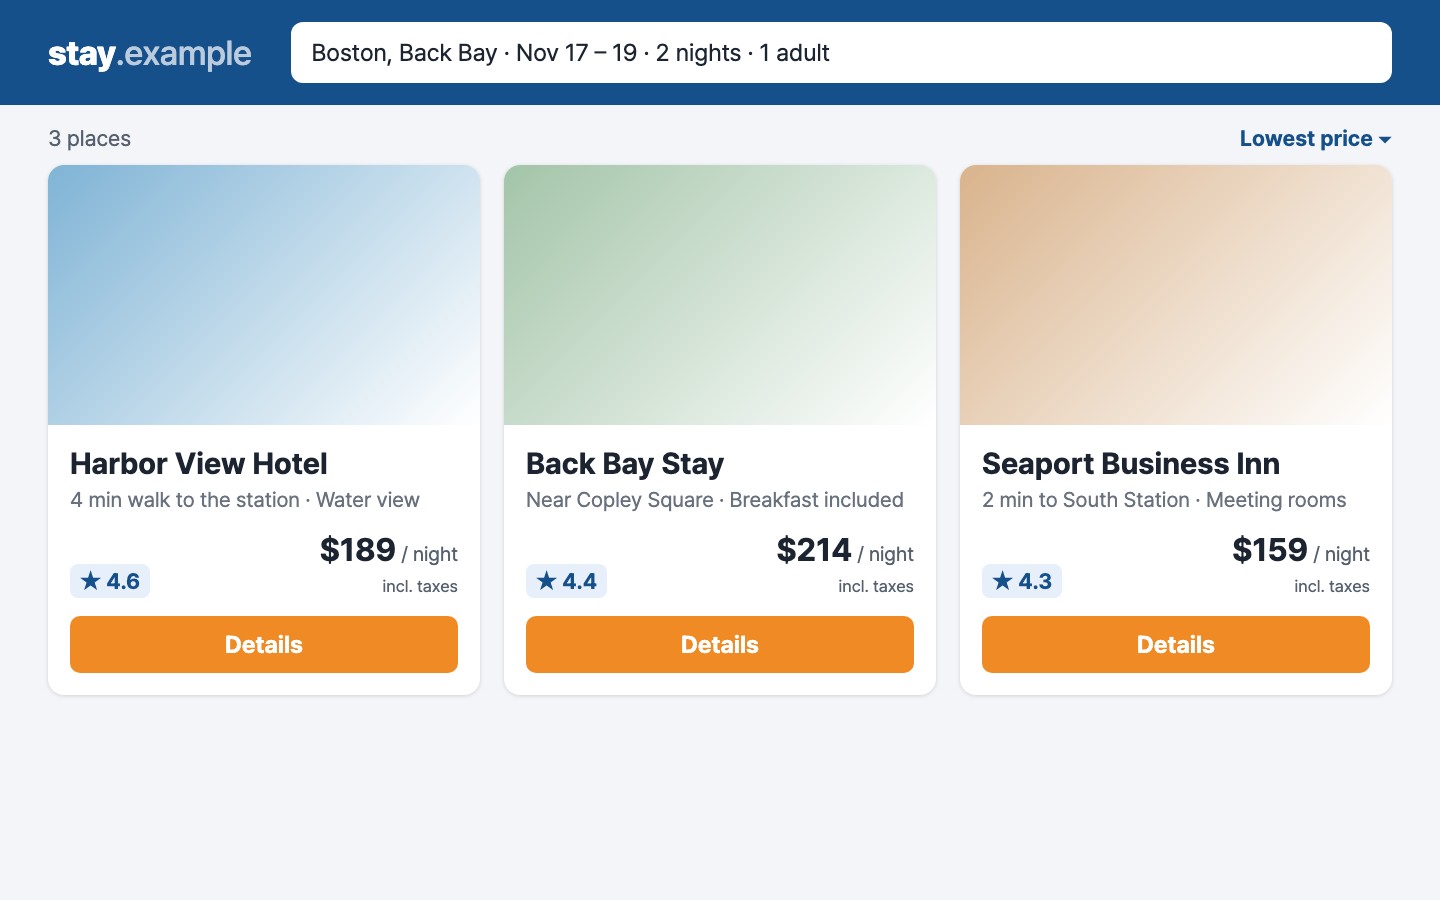 stay.example
Boston, Back Bay · Nov 17 – 19 · 2 nights · 1 adult
3 places
Lowest price
Harbor View Hotel
4 min walk to the station · Water view
$189 / night
★ 4.6
incl. taxes
Details
Back Bay Stay
Near Copley Square · Breakfast included
$214 / night
★ 4.4
incl. taxes
Details
Seaport Business Inn
2 min to South Station · Meeting rooms
$159 / night
★ 4.3
incl. taxes
Details